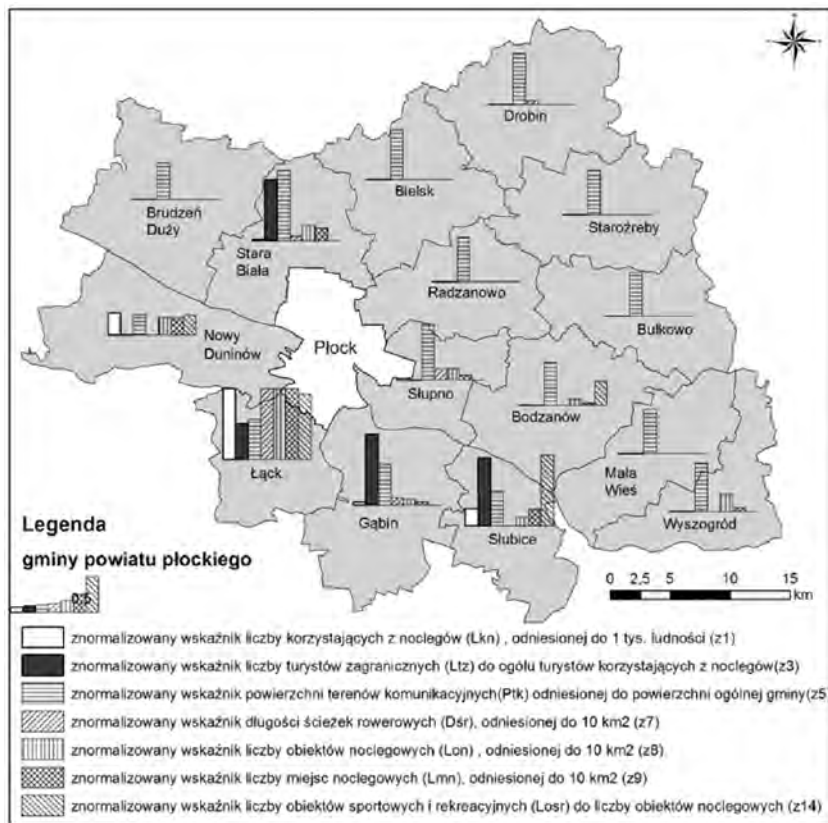 Drobin
Bielsk
Brudzeń
Duży
Staroźreby
Stara
Biała
Radzanowo
Bulkowo
Nowy
Duninów
Płock
Słupno
Bodzanów
Łąck
Mała
Wieś
Gąbin
Słubice
Wyszogród
Legenda
gminy powiatu płockiego
0,5
0 2,5 5 10 15
km
znormalizowany wskaźnik liczby korzystających z noclegów (Lkn) , odniesionej do 1 tys. ludności (z1)
znormalizowany wskaźnik liczby turystów zagranicznych (Ltz) do ogółu turystów korzystających z noclegów(z3)
znormalizowany wskaźnik powierzchni terenów komunikacyjnych(Ptk) odniesionej do powierzchni ogólnej gminy(z5
znormalizowany wskaźnik długości ścieżek rowerowych (Dśr), odniesionej do 10 km2 (z7)
znormalizowany wskaźnik liczby obiektów noclegowych (Lon) , odniesionej do 10 km2 (z8)
znormalizowany wskaźnik liczby miejsc noclegowych (Lmn), odniesionej do 10 km2 (z9)
znormalizowany wskaźnik liczby obiektów sportowych i rekreacyjnych (Losr) do liczby obiektów noclegowych (z14)